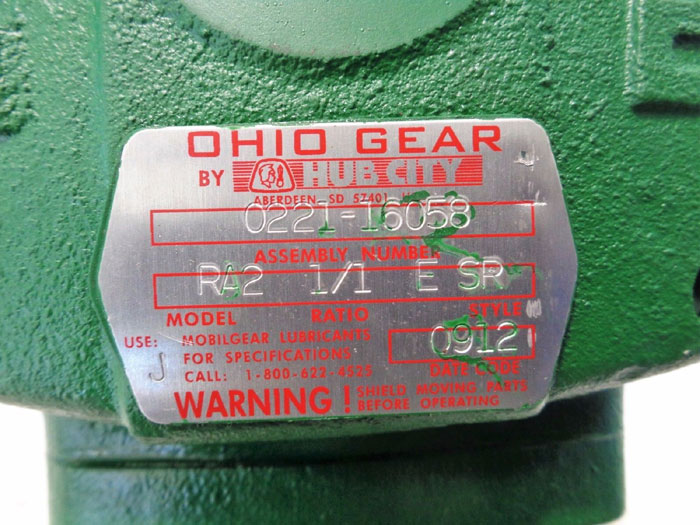 OHIO GEAR
BY HUB CITY
ABERDEEN, SD 57401
0221-16058
ASSEMBLY NUMBER
RA2 1/1 E SR
MODEL RATIO STYLE
USE: MOBILGEAR LUBRICANTS
FOR SPECIFICATIONS
CALL: 1-800-622-4525
0912
DATE CODE
J
WARNING! SHIELD MOVING PARTS
BEFORE OPERATING